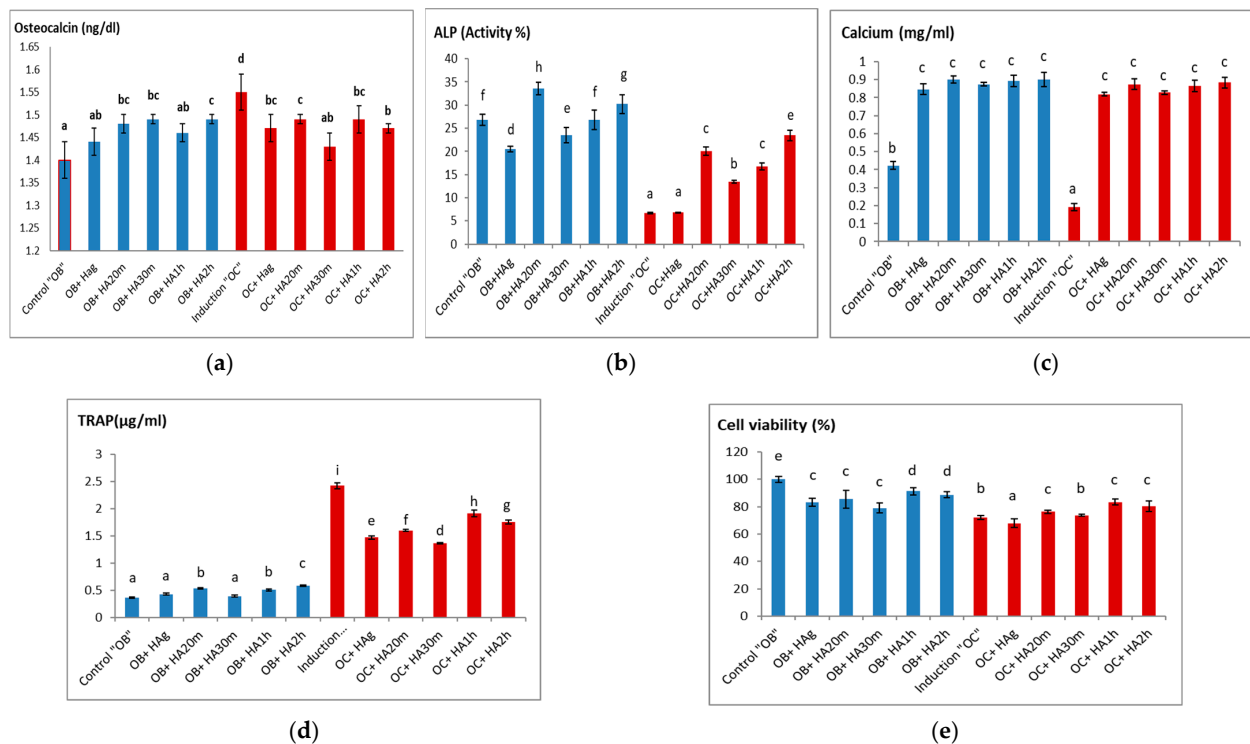 Osteocalcin (ng/dl)
1.65
1.6
1.55
1.5
1.45
1.4
1.35
1.3
1.25
1.2
a ab bc bc ab c d bc c ab bc b
Control "OB"
OB+ Hag
OB+ HA20m
OB+ HA30m
OB+ HA1h
OB+ HA2h
Induction "OC"
OC+ Hag
OC+ HA20m
OC+ HA30m
OC+ HA1h
OC+ HA2h
(a)
ALP (Activity %)
40
35
30
25
20
15
10
5
0
f d h e f g a a c b c e
Control "OB"
OB+HAg
OB+HA20m
OB+HA30m
OB+HA1h
OB+HA2h
Induction "OC"
OC+Hag
OC+HA20m
OC+HA30m
OC+HA1h
OC+HA2h
(b)
Calcium (mg/ml)
1
0.9
0.8
0.7
0.6
0.5
0.4
0.3
0.2
0.1
0
b c c c c c a c c c c c
Control "OB"
OB+ HAg
OB+ HA20m
OB+ HA30m
OB+ HA1h
OB+ HA2h
Induction "OC"
OC+ HAg
OC+ HA20m
OC+ HA30m
OC+ HA1h
OC+ HA2h
(c)
TRAP(µg/ml)
3
2.5
2
1.5
1
0.5
0
a a b a b c i e f d h g
Control "OB"
OB+ HAg
OB+ HA20m
OB+ HA30m
OB+ HA1h
OB+ HA2h
Induction...
OC+ HAg
OC+ HA20m
OC+ HA30m
OC+ HA1h
OC+ HA2h
(d)
Cell viability (%)
120
100
80
60
40
20
0
e c c c d d b a c b c c
Control "OB"
OB+ HAg
OB+ HA20m
OB+ HA30m
OB+ HA1h
OB+ HA2h
Induction "OC"
OC+ HAg
OC+ HA20m
OC+ HA30m
OC+ HA1h
OC+ HA2h
(e)